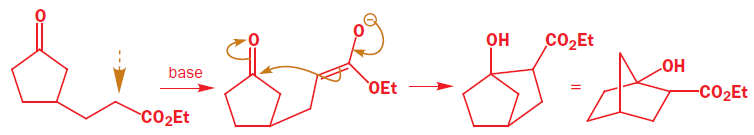 O
CO₂Et
base
O
O⊖
OEt
OH
CO₂Et
=
OH
CO₂Et